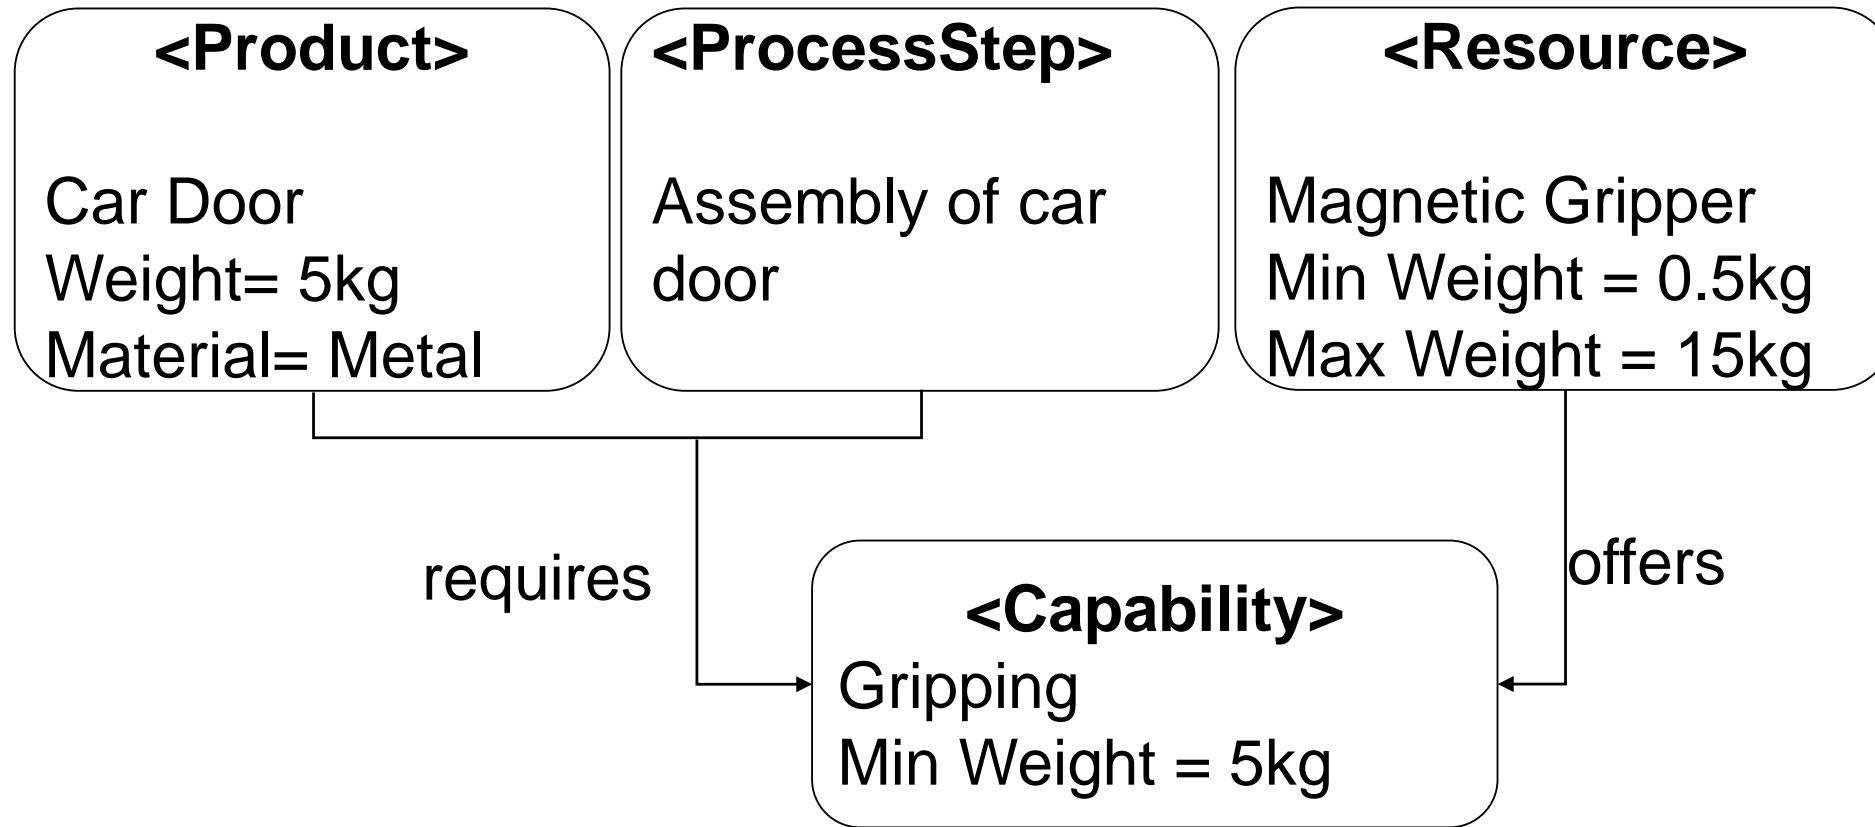 <Product>
Car Door
Weight= 5kg
Material= Metal
<ProcessStep>
Assembly of car
door
<Resource>
Magnetic Gripper
Min Weight = 0.5kg
Max Weight = 15kg
requires
offers
<Capability>
Gripping
Min Weight = 5kg